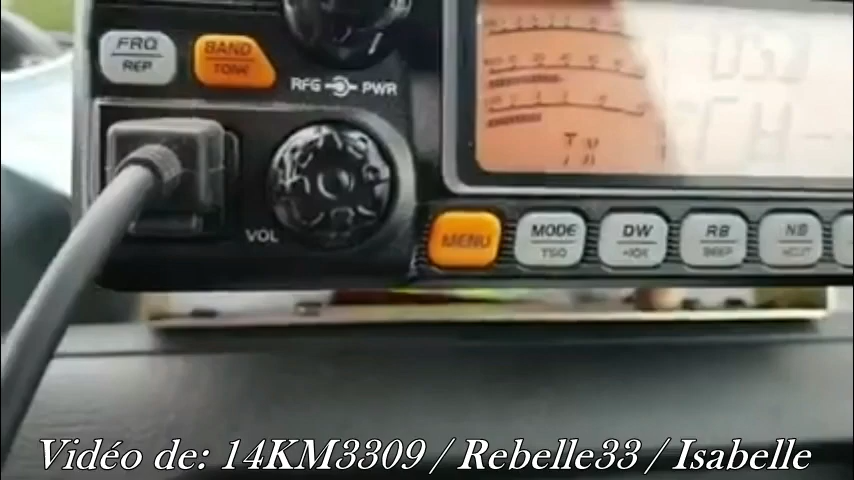 FRQ
REP
BAND
TONE
RFG PWR
VOL
MENU
MODE
TSQ
DW
RB
BEEP
NB
Vidéo de: 14KM3309 / Rebelle33 / Isabelle